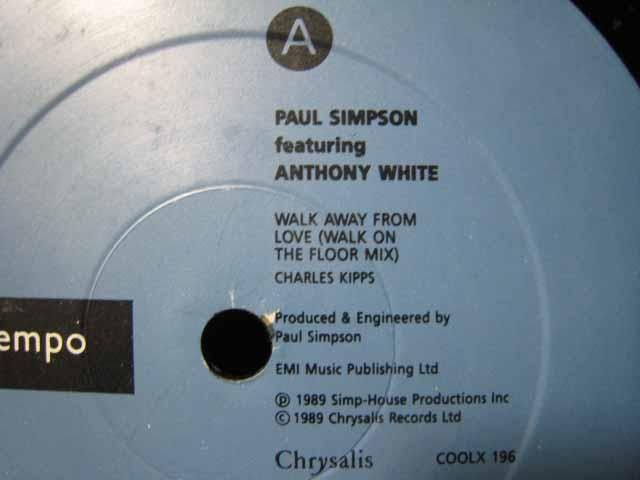 A
PAUL SIMPSON
featuring
ANTHONY WHITE
WALK AWAY FROM
LOVE (WALK ON
THE FLOOR MIX)
CHARLES KIPPS
empo
Produced & Engineered by
Paul Simpson
EMI Music Publishing Ltd
℗ 1989 Simp-House Productions Inc
© 1989 Chrysalis Records Ltd
Chrysalis COOLX 196